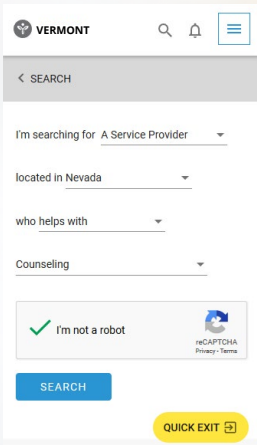 VERMONT
SEARCH
I'm searching for A Service Provider
located in Nevada
who helps with
Counseling
I'm not a robot
reCAPTCHA
Privacy - Terms
SEARCH
QUICK EXIT